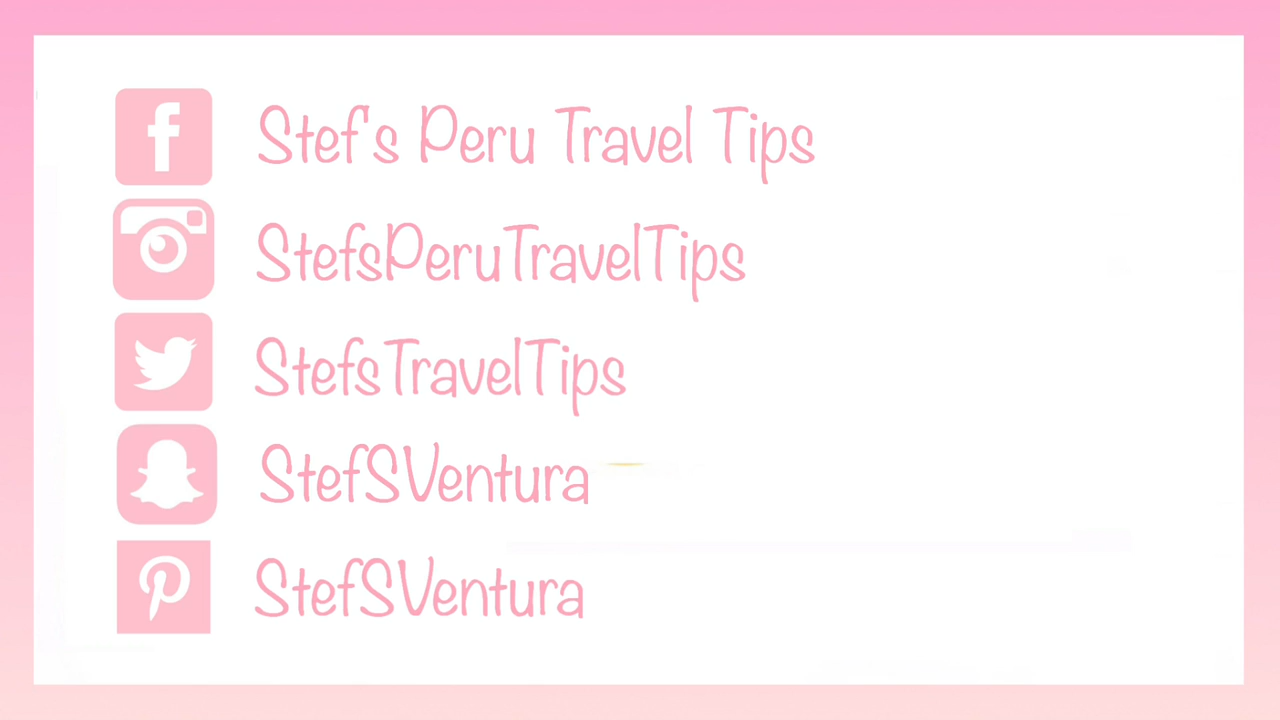 Stef's Peru Travel Tips
StefsPeruTravelTips
StefsTravelTips
StefSVentura
StefSVentura